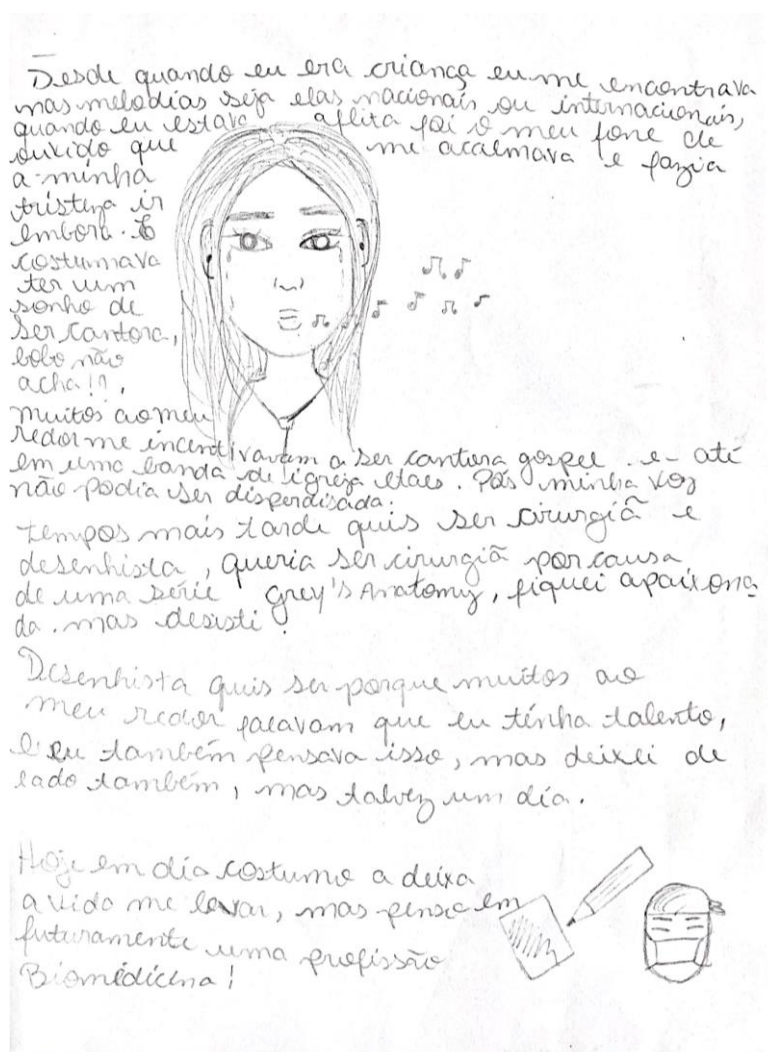 Desde quando eu era criança eu me encontrava
nas melodias seja elas nacionais ou internacionais,
quando eu estava aflita foi o meu fone de
ouvido que me acalmava e fazia
a minha
tristeza ir
embora. E
costumava
ter um
sonho de
ser cantora,
bobo não
acha!?,
muitos ao meu
redor me incentivavam a ser cantora gospel e até
em uma banda de igreja . Pois minha voz
não podia ser disperdisada.
tempos mais tarde quis ser cirurgiã e
desenhista, queria ser cirurgiã por causa
de uma série Grey's Anatomy, fiquei apaixona
da. mas desisti!
Desenhista quis ser porque muitos ao
meu redor falavam que eu tinha talento,
e eu também pensava isso, mas deixei de
lado também, mas talvez um dia.
Hoje em dia costumo a deixa
a vida me levar, mas penso em
futuramente uma profissão
Biomédicina!